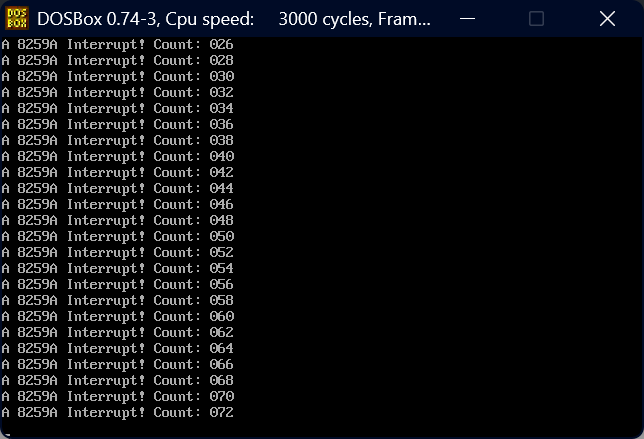 DOS
BOX
DOSBox 0.74-3, Cpu speed: 3000 cycles, Fram...
A 8259A Interrupt! Count: 026
A 8259A Interrupt! Count: 028
A 8259A Interrupt! Count: 030
A 8259A Interrupt! Count: 032
A 8259A Interrupt! Count: 034
A 8259A Interrupt! Count: 036
A 8259A Interrupt! Count: 038
A 8259A Interrupt! Count: 040
A 8259A Interrupt! Count: 042
A 8259A Interrupt! Count: 044
A 8259A Interrupt! Count: 046
A 8259A Interrupt! Count: 048
A 8259A Interrupt! Count: 050
A 8259A Interrupt! Count: 052
A 8259A Interrupt! Count: 054
A 8259A Interrupt! Count: 056
A 8259A Interrupt! Count: 058
A 8259A Interrupt! Count: 060
A 8259A Interrupt! Count: 062
A 8259A Interrupt! Count: 064
A 8259A Interrupt! Count: 066
A 8259A Interrupt! Count: 068
A 8259A Interrupt! Count: 070
A 8259A Interrupt! Count: 072